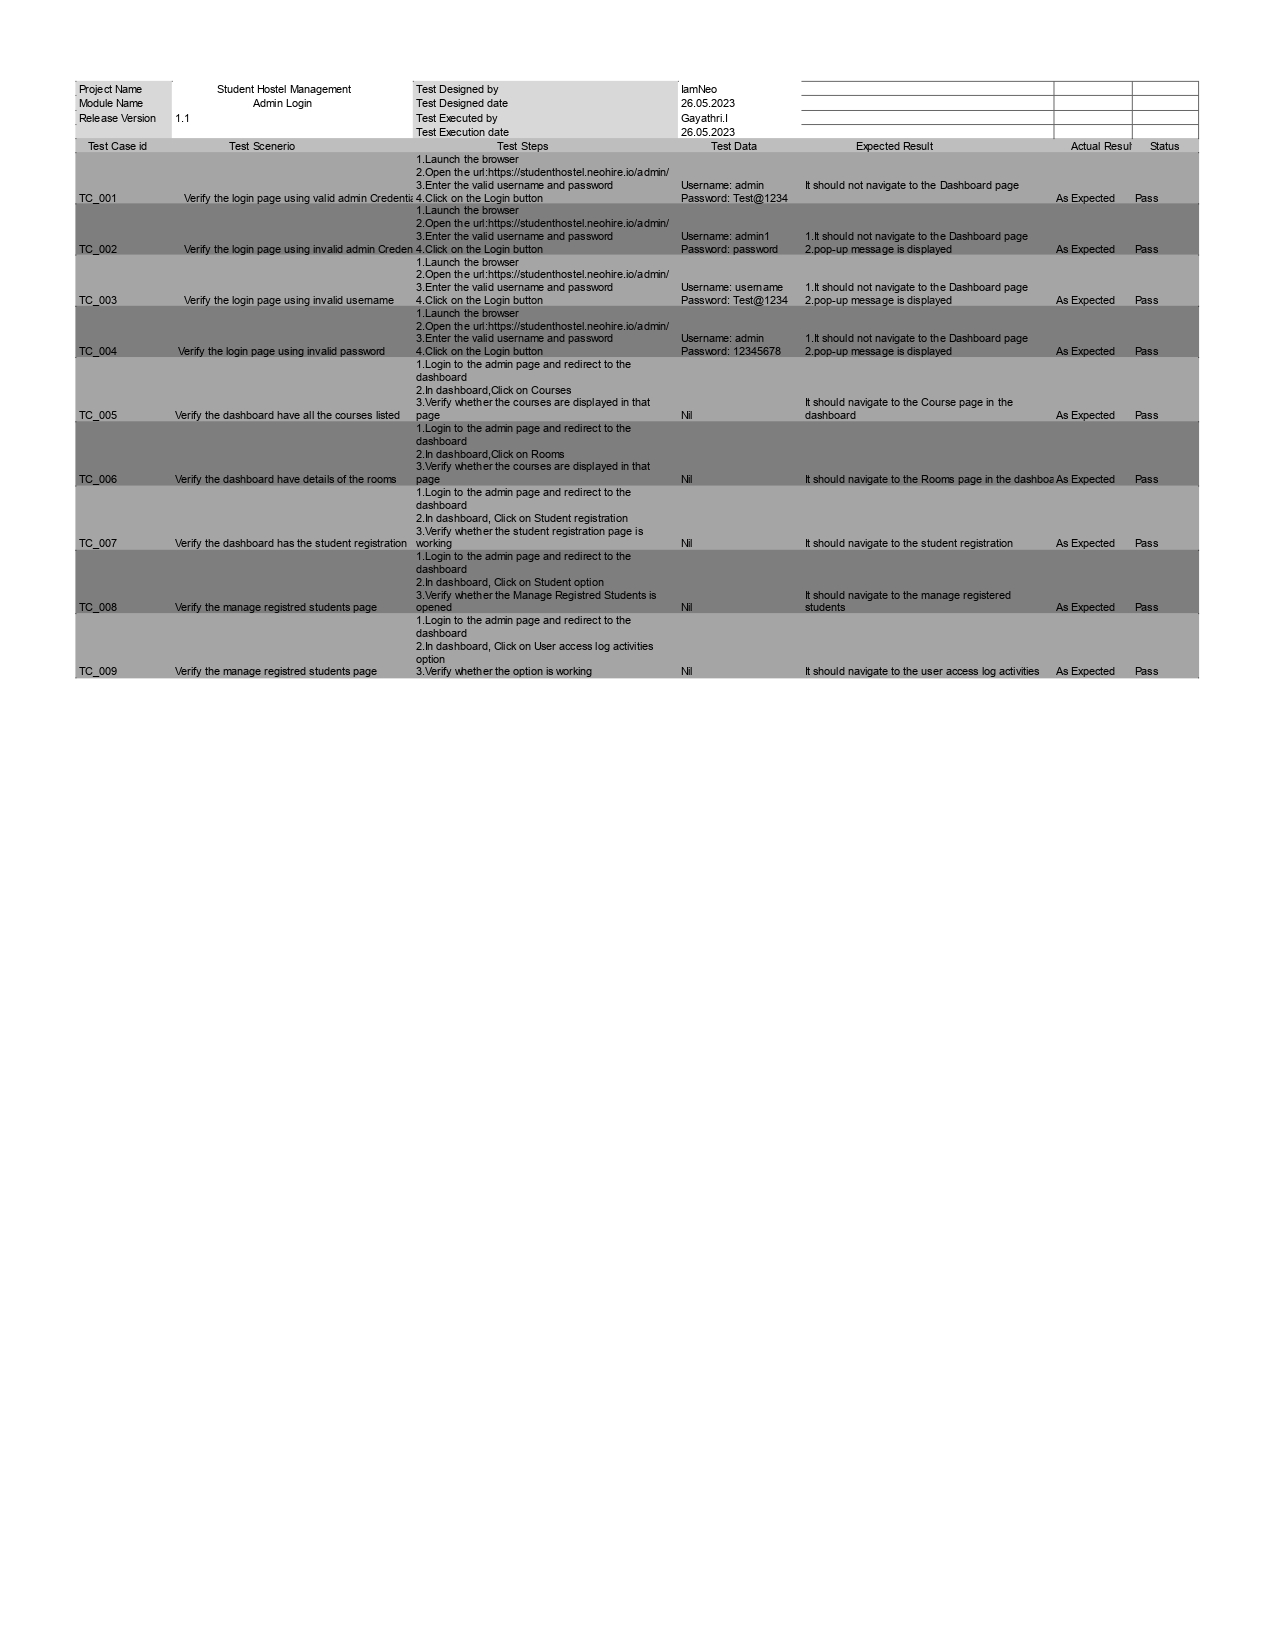 Project Name Student Hostel Management Test Designed by IamNeo
Module Name Admin Login Test Designed date 26.05.2023
Release Version 1.1 Test Executed by Gayathri.I
Test Execution date 26.05.2023
Test Case id Test Scenerio Test Steps Test Data Expected Result Actual Resul Status
1.Launch the browser
2.Open the url:https://studenthostel.neohire.io/admin/
3.Enter the valid username and password Username: admin It should not navigate to the Dashboard page
TC_001 Verify the login page using valid admin Credentia 4.Click on the Login button Password: Test@1234 As Expected Pass
1.Launch the browser
2.Open the url:https://studenthostel.neohire.io/admin/
3.Enter the valid username and password Username: admin1 1.It should not navigate to the Dashboard page
TC_002 Verify the login page using invalid admin Creden 4.Click on the Login button Password: password 2.pop-up message is displayed As Expected Pass
1.Launch the browser
2.Open the url:https://studenthostel.neohire.io/admin/
3.Enter the valid username and password Username: username 1.It should not navigate to the Dashboard page
TC_003 Verify the login page using invalid username 4.Click on the Login button Password: Test@1234 2.pop-up message is displayed As Expected Pass
1.Launch the browser
2.Open the url:https://studenthostel.neohire.io/admin/
3.Enter the valid username and password Username: admin 1.It should not navigate to the Dashboard page
TC_004 Verify the login page using invalid password 4.Click on the Login button Password: 12345678 2.pop-up message is displayed As Expected Pass
1.Login to the admin page and redirect to the
dashboard
2.In dashboard,Click on Courses
3.Verify whether the courses are displayed in that It should navigate to the Course page in the
TC_005 Verify the dashboard have all the courses listed page Nil dashboard As Expected Pass
1.Login to the admin page and redirect to the
dashboard
2.In dashboard,Click on Rooms
3.Verify whether the courses are displayed in that
TC_006 Verify the dashboard have details of the rooms page Nil It should navigate to the Rooms page in the dashboa As Expected Pass
1.Login to the admin page and redirect to the
dashboard
2.In dashboard, Click on Student registration
3.Verify whether the student registration page is
TC_007 Verify the dashboard has the student registration working Nil It should navigate to the student registration As Expected Pass
1.Login to the admin page and redirect to the
dashboard
2.In dashboard, Click on Student option
3.Verify whether the Manage Registred Students is It should navigate to the manage registered
TC_008 Verify the manage registred students page opened Nil students As Expected Pass
1.Login to the admin page and redirect to the
dashboard
2.In dashboard, Click on User access log activities
option
TC_009 Verify the manage registred students page 3.Verify whether the option is working Nil It should navigate to the user access log activities As Expected Pass